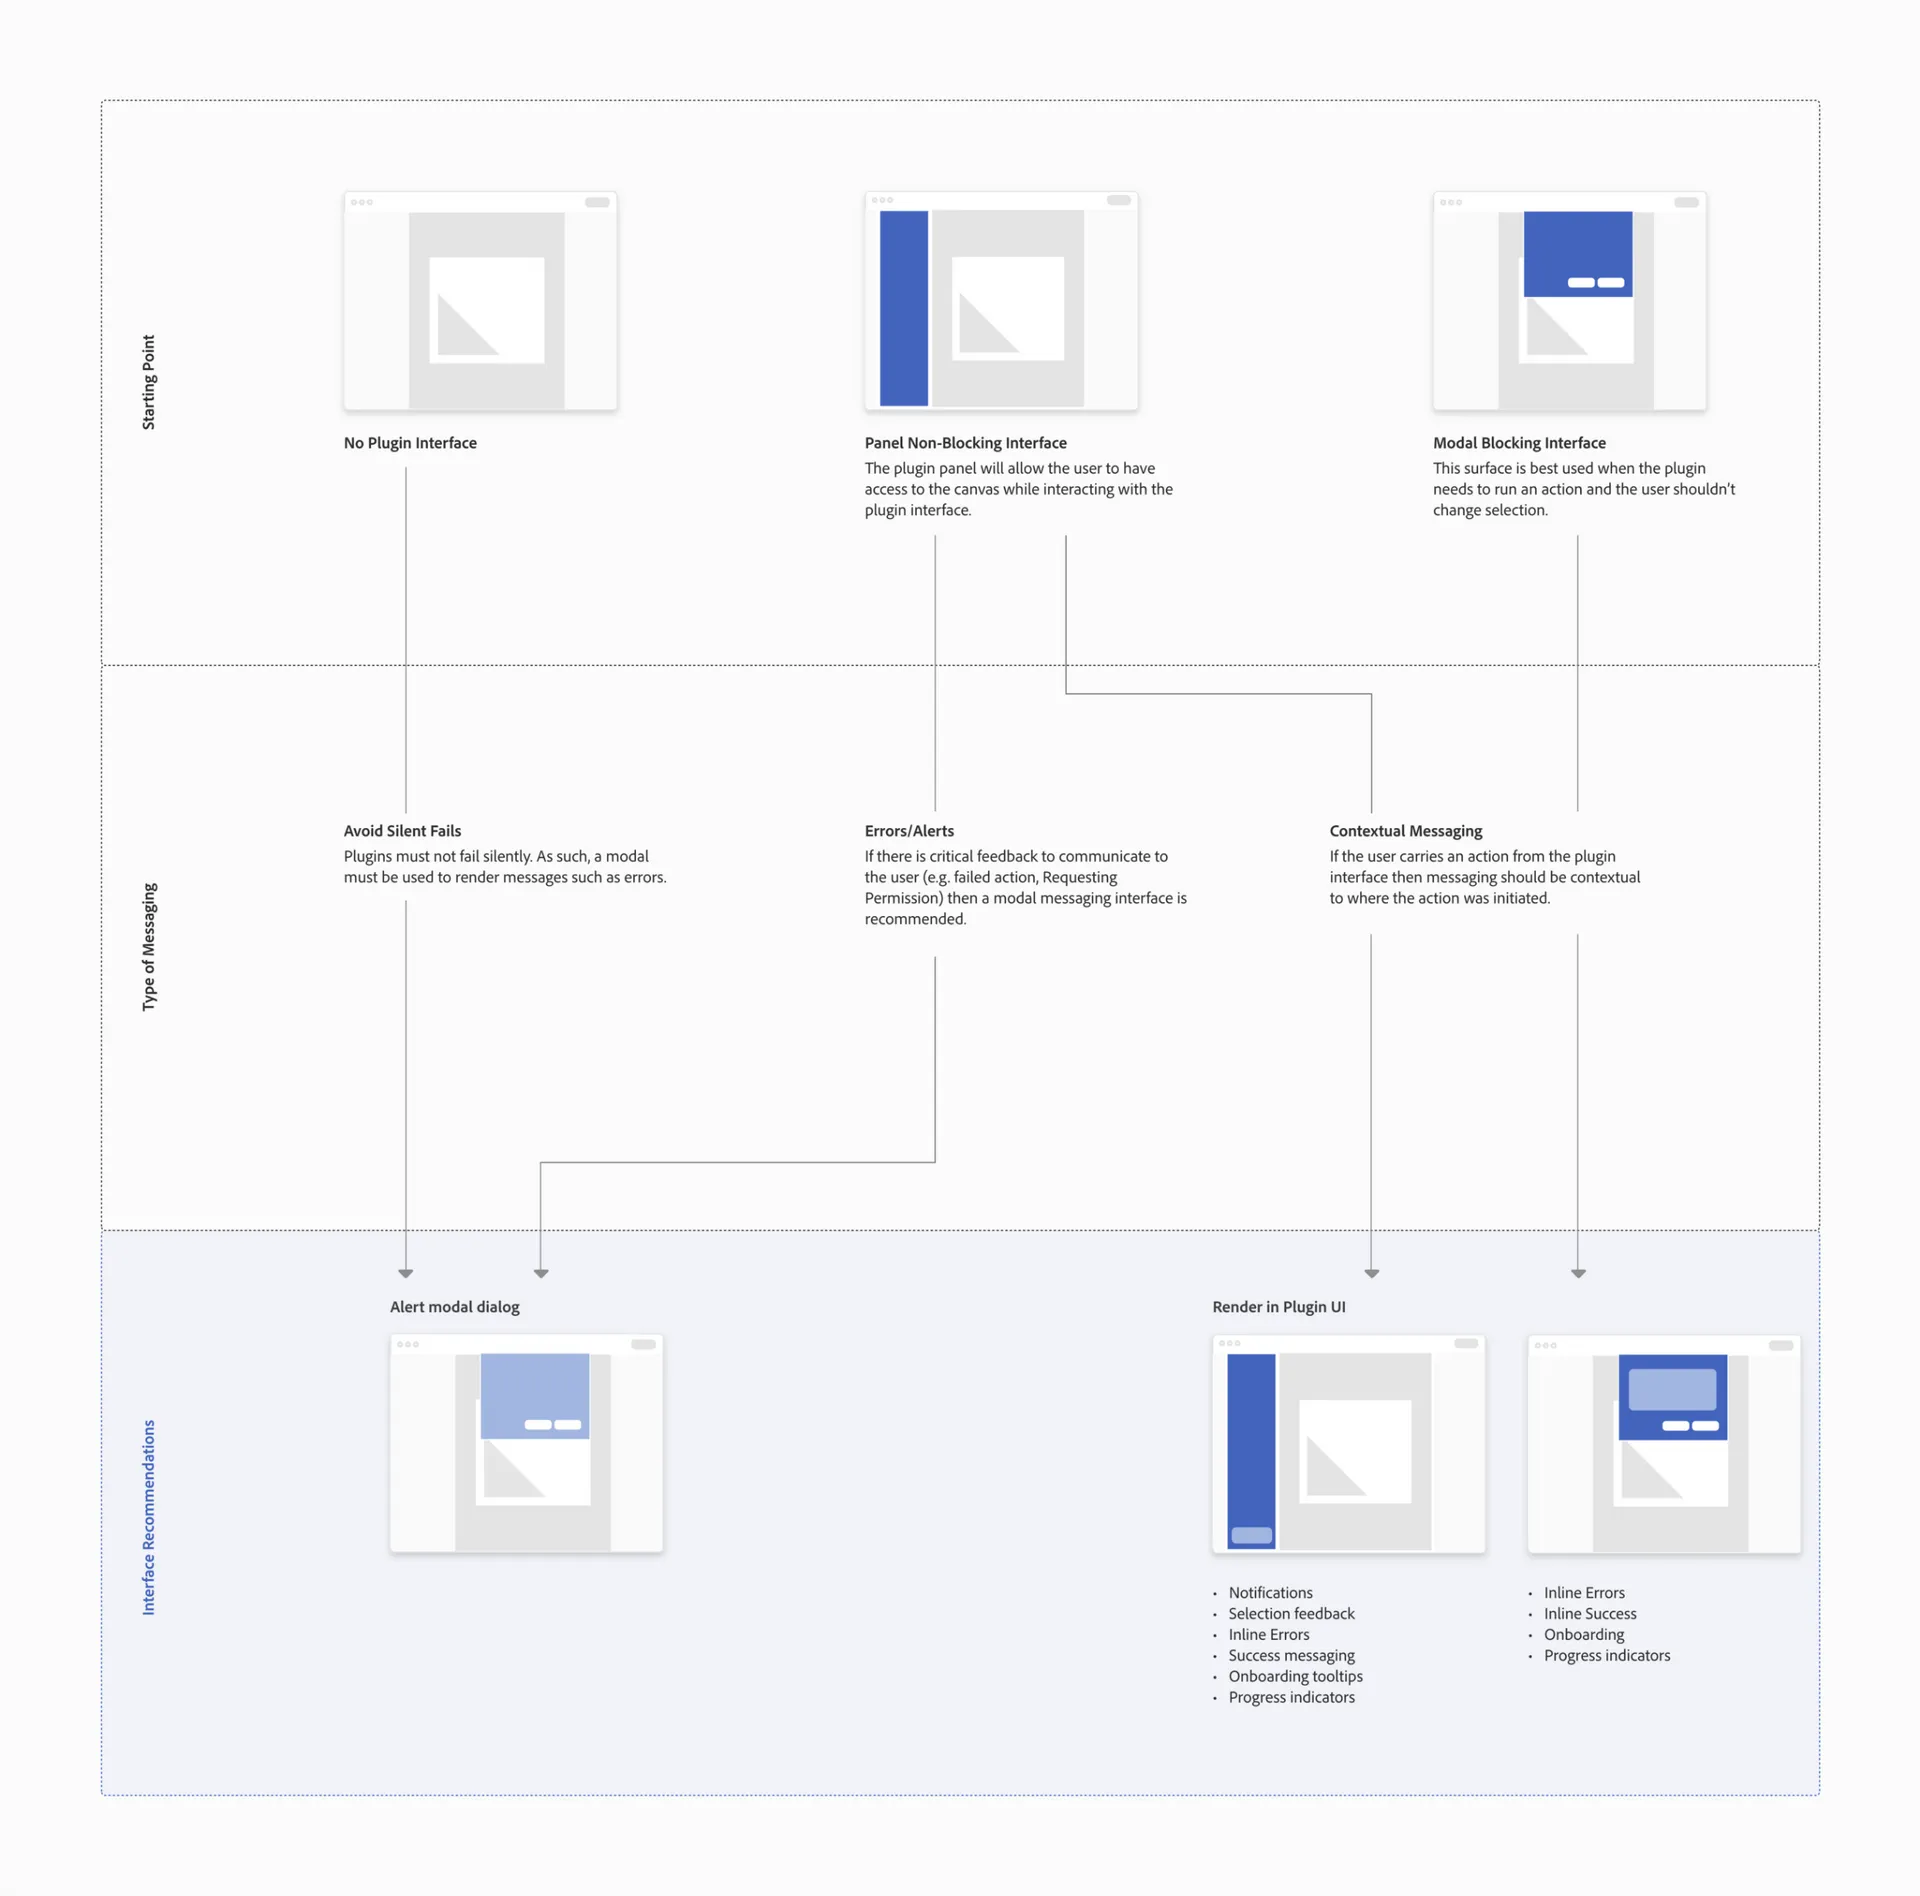 Starting Point
No Plugin Interface
Panel Non-Blocking Interface
The plugin panel will allow the user to have
access to the canvas while interacting with the
plugin interface.
Modal Blocking Interface
This surface is best used when the plugin
needs to run an action and the user shouldn't
change selection.
Type of Messaging
Avoid Silent Fails
Plugins must not fail silently. As such, a modal
must be used to render messages such as errors.
Errors/Alerts
If there is critical feedback to communicate to
the user (e.g. failed action, Requesting
Permission) then a modal messaging interface is
recommended.
Contextual Messaging
If the user carries an action from the plugin
interface then messaging should be contextual
to where the action was initiated.
Interface Recommendations
Alert modal dialog
Render in Plugin UI
• Notifications
• Selection feedback
• Inline Errors
• Success messaging
• Onboarding tooltips
• Progress indicators
• Inline Errors
• Inline Success
• Onboarding
• Progress indicators